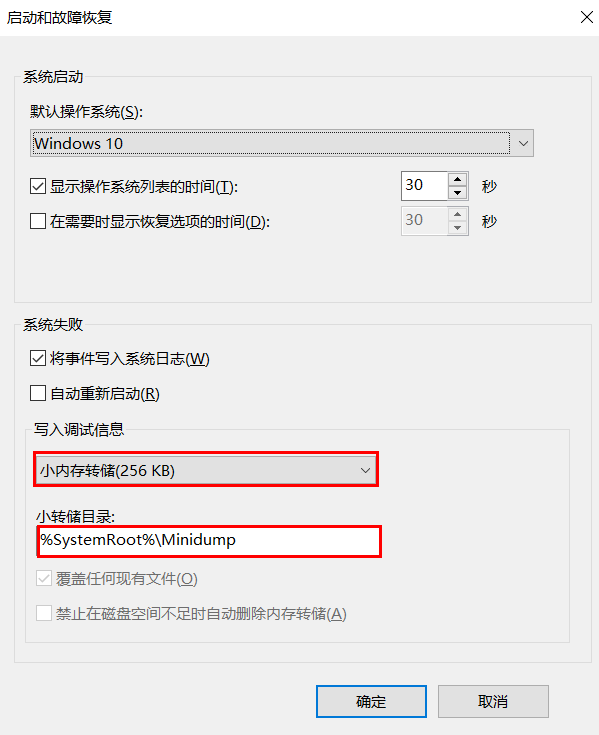 启动和故障恢复
系统启动
默认操作系统(S):
Windows 10
显示操作系统列表的时间(T):
30
秒
在需要时显示恢复选项的时间(D):
30
秒
系统失败
将事件写入系统日志(W)
自动重新启动(R)
写入调试信息
小内存转储(256 KB)
小转储目录:
%SystemRoot%\Minidump
覆盖任何现有文件(O)
禁止在磁盘空间不足时自动删除内存转储(A)
确定
取消